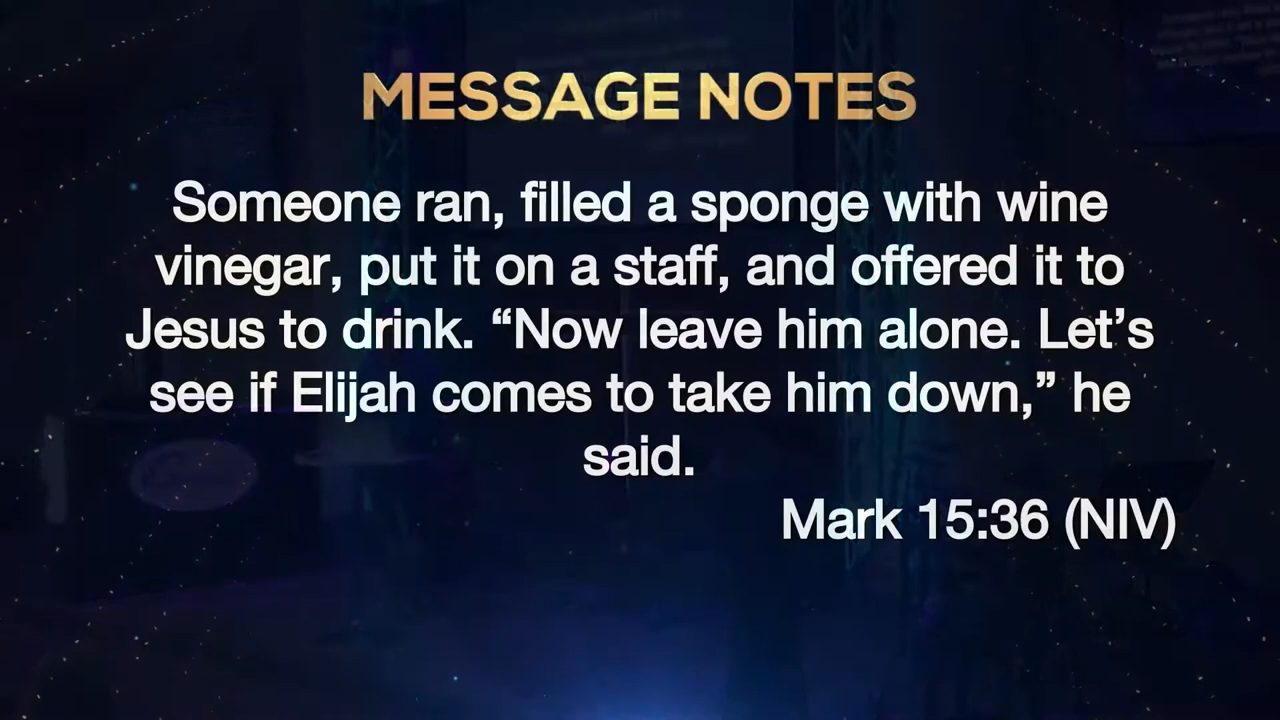 MESSAGE NOTES
Someone ran, filled a sponge with wine
vinegar, put it on a staff, and offered it to
Jesus to drink. “Now leave him alone. Let’s
see if Elijah comes to take him down,” he
said.
Mark 15:36 (NIV)